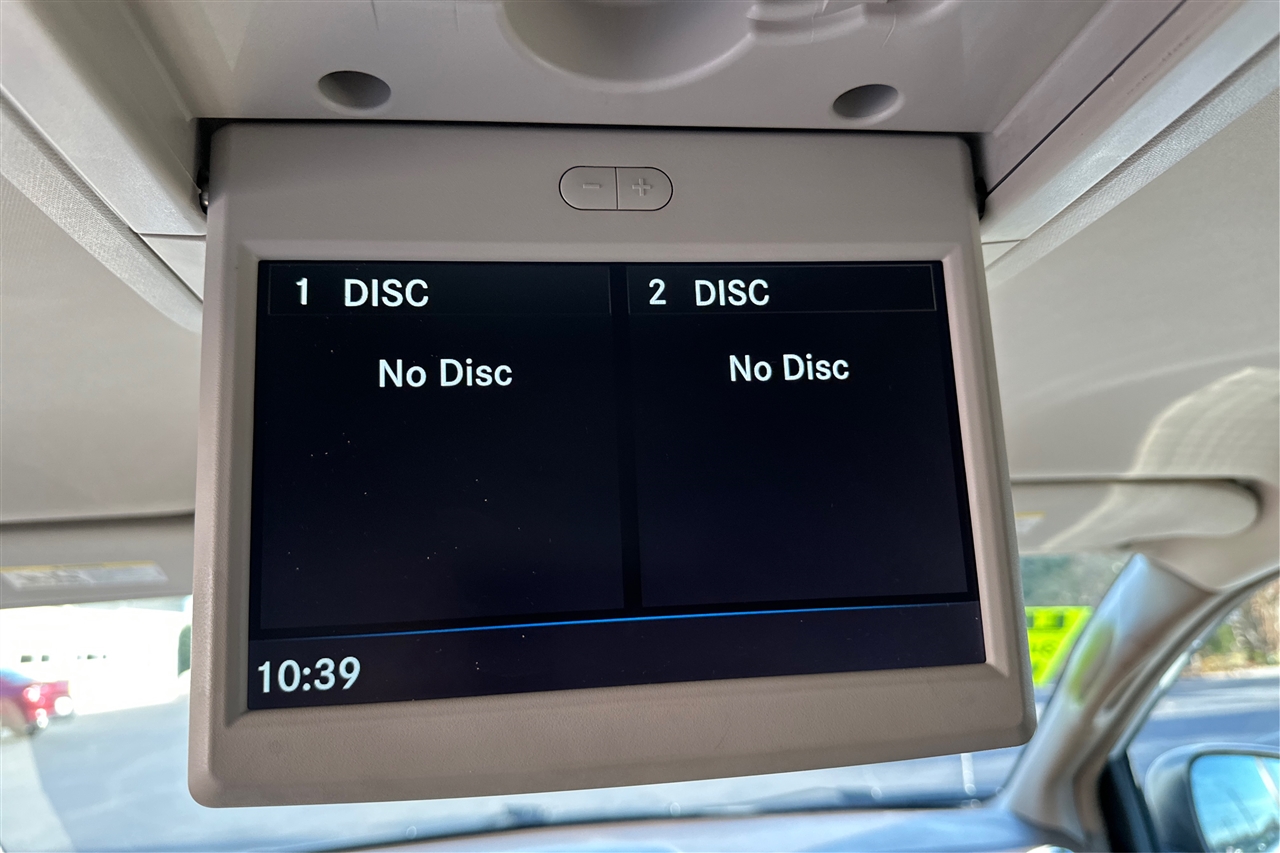 − +
1 DISC
2 DISC
No Disc
No Disc
10:39